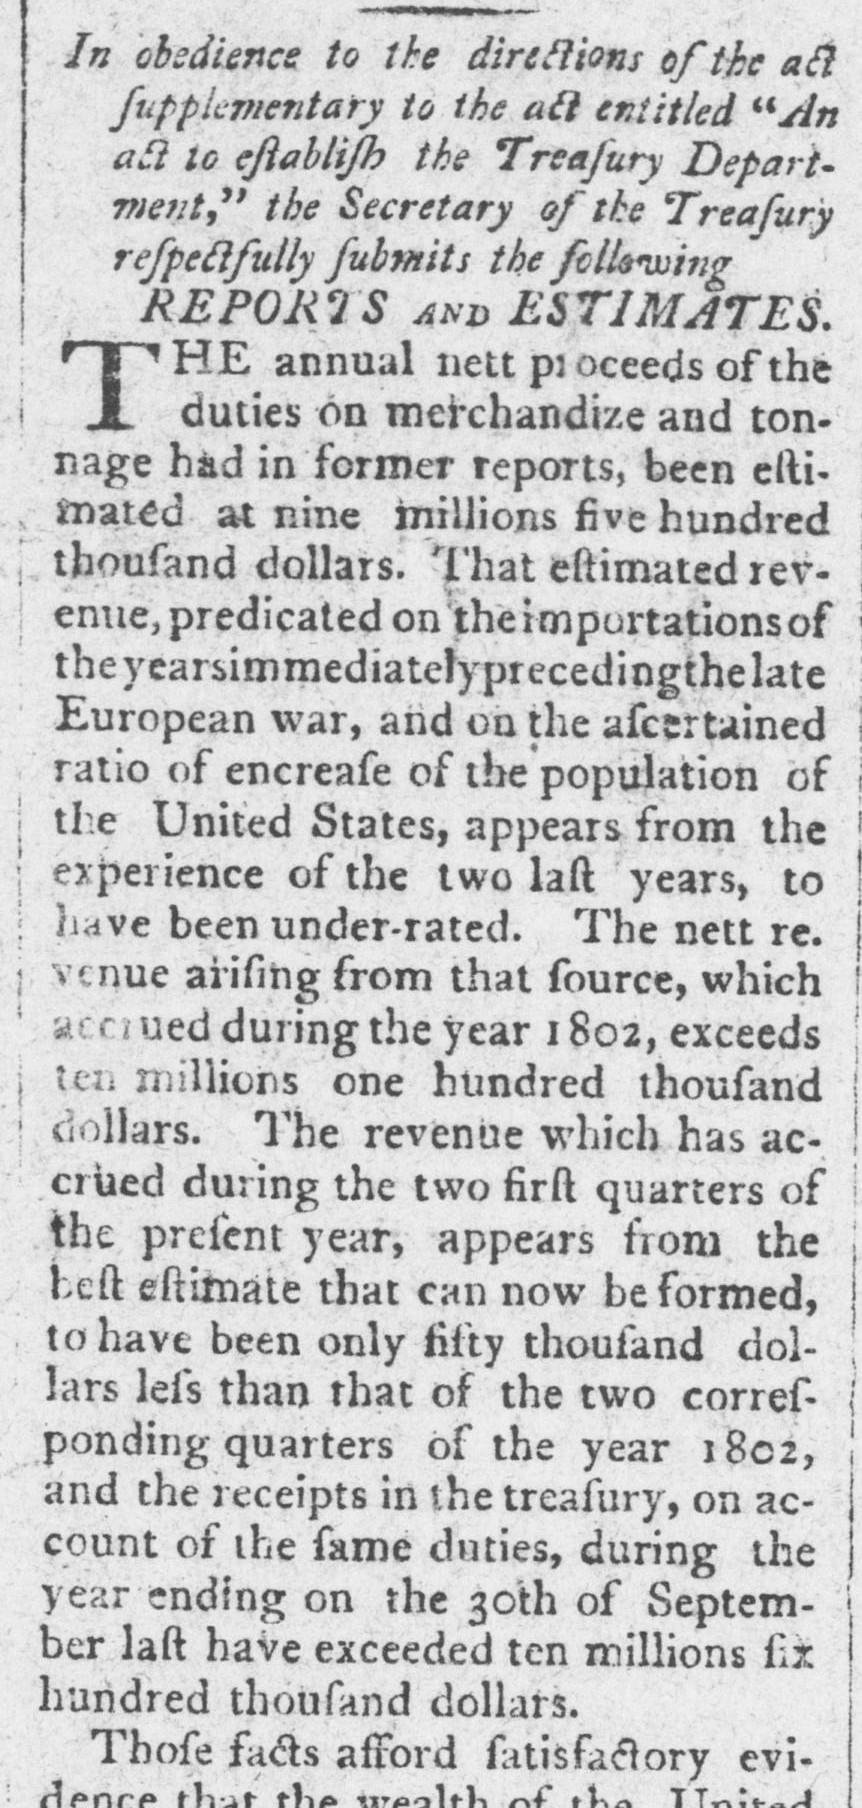 In obedience to the directions of the act
ſupplementary to the act entitled "An
act to eſtabliſh the Treaſury Depart-
ment," the Secretary of the Treaſury
reſpectfully ſubmits the following
REPORTS AND ESTIMATES.
THE annual nett proceeds of the
duties on merchandize and ton-
nage had in former reports, been eſti-
mated at nine millions five hundred
thouſand dollars. That eſtimated rev-
enue, predicated on the importations of
the years immediately preceding the late
European war, and on the aſcertained
ratio of encreaſe of the population of
the United States, appears from the
experience of the two laſt years, to
have been under-rated. The nett re.
venue ariſing from that ſource, which
accrued during the year 1802, exceeds
ten millions one hundred thouſand
dollars. The revenue which has ac-
crued during the two firſt quarters of
the preſent year, appears from the
beſt eſtimate that can now be formed,
to have been only fifty thouſand dol-
lars leſs than that of the two correſ-
ponding quarters of the year 1802,
and the receipts in the treaſury, on ac-
count of the ſame duties, during the
year ending on the 30th of Septem-
ber laſt have exceeded ten millions ſix
hundred thouſand dollars.
Thoſe facts afford ſatisfactory evi-
dence that the wealth of the United